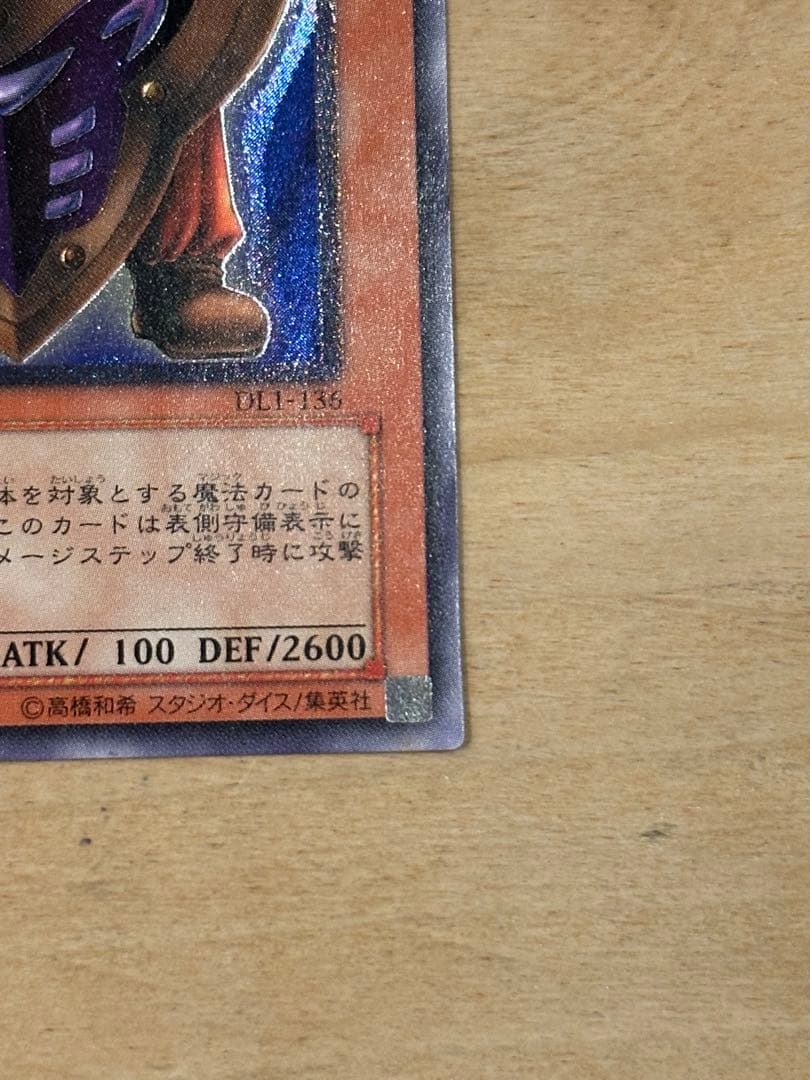 DL1-136
本を対象とする魔法カードの
このカードは表側守備表示に
メージステップ終了時に攻撃
ATK/ 100 DEF/2600
©高橋和希 スタジオ・ダイス/集英社